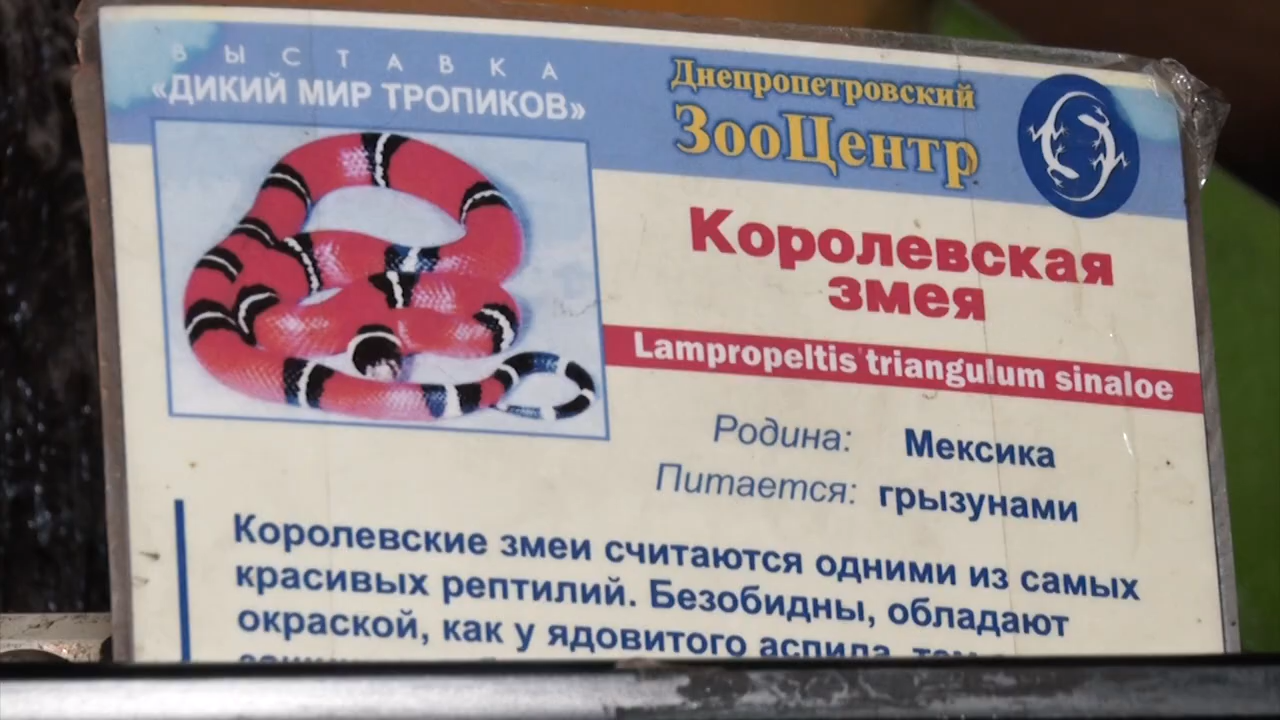 ВЫСТАВКА
«ДИКИЙ МИР ТРОПИКОВ»
Днепропетровский
ЗооЦентр
Королевская
змея
Lampropeltis triangulum sinaloe
Родина: Мексика
Питается: грызунами
Королевские змеи считаются одними из самых
красивых рептилий. Безобидны, обладают
окраской, как у ядовитого аспида,